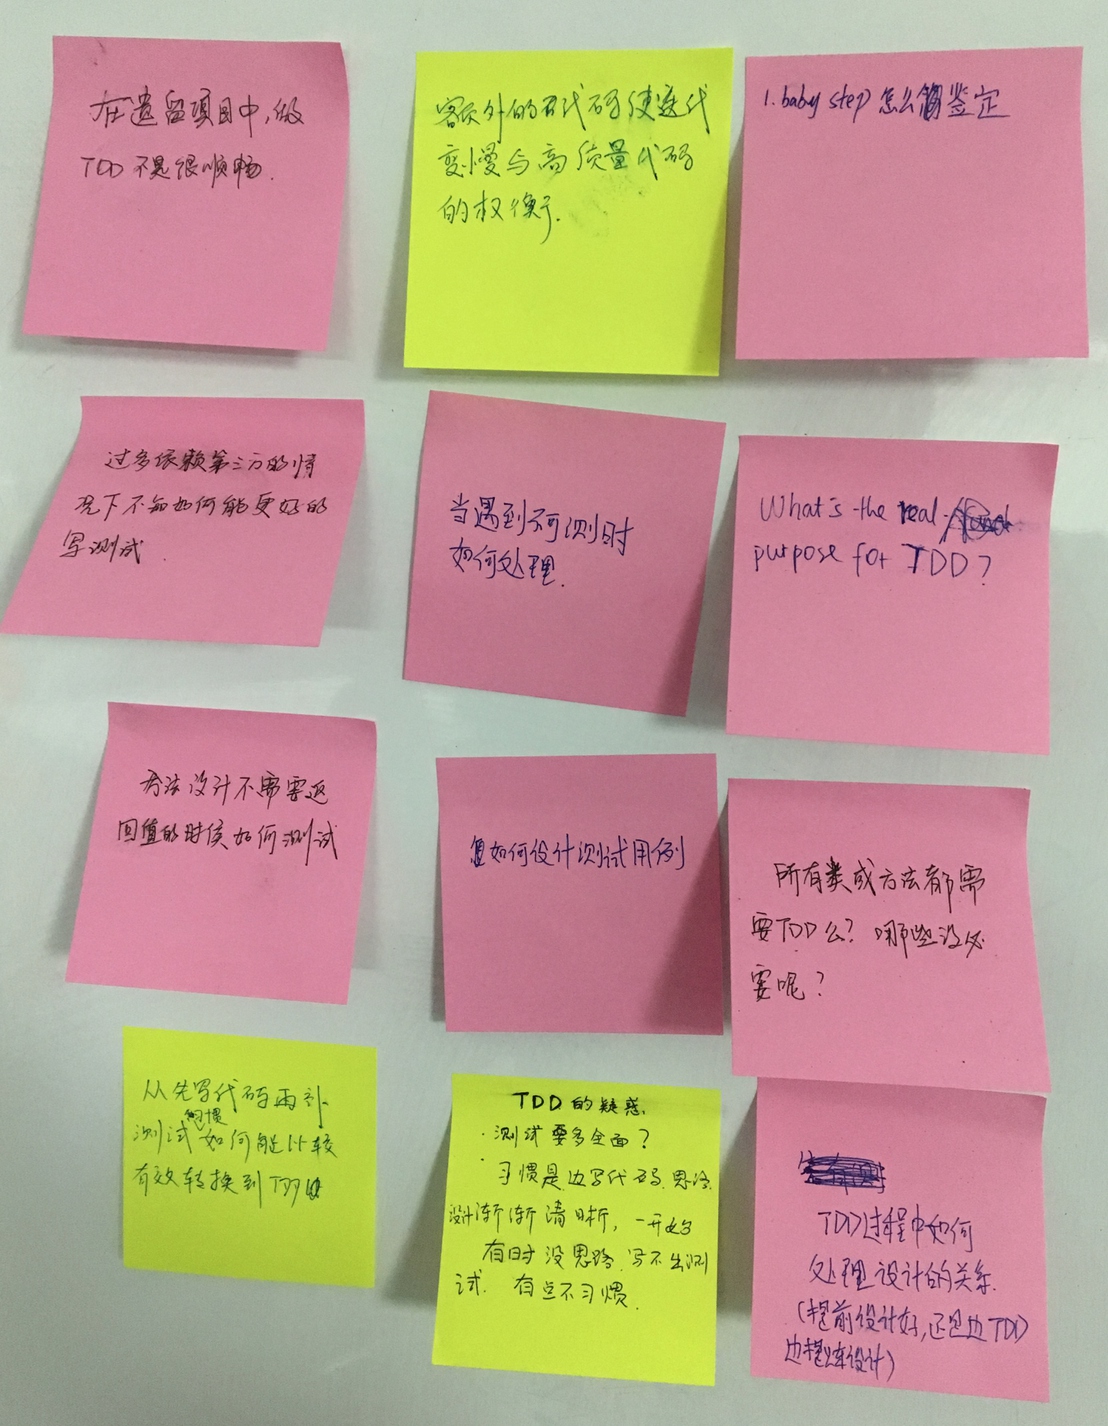 在遗留项目中,做
TDD 不是很顺畅.
额外的 代码使迭代
变慢与高质量代码
的权衡.
1. baby step 怎么鉴定
过多依赖第三方的情
况下不知如何能更好的
写测试.
当遇到不可测时
如何处理.
What's the real
purpose for TDD?
方法设计不需要返
回值的时候如何测试
如何设计测试用例
所有类或方法都需
要TDD么? 哪些没必
要呢?
从先写代码再补
测试习惯如何能比较
有效转换到TDD
TDD 的疑惑.
·测试要多全面?
·习惯是边写代码.思路.
设计渐渐清晰, 一开始
有时没思路.写不出测
试. 有点不习惯.
TDD过程中如何
处理设计的关系.
(提前设计好,还是边TDD
边提炼设计)